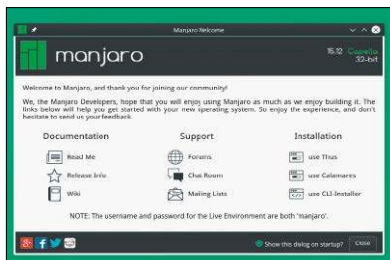 Manjaro Welcome
manjaro
15.12 Capella
32-bit
Welcome to Manjaro, and thank you for joining our community!
We, the Manjaro Developers, hope that you will enjoy using Manjaro as much as we enjoy building it. The
links below will help you get started with your new operating system. So enjoy the experience, and don't
hesitate to send us your feedback.
Documentation Support Installation
Read Me Forums use Thus
Release Info Chat Room use Calamares
Wiki Mailing Lists use CLI-Installer
NOTE: The username and password for the Live Environment are both 'manjaro'.
Show this dialog on startup? Close